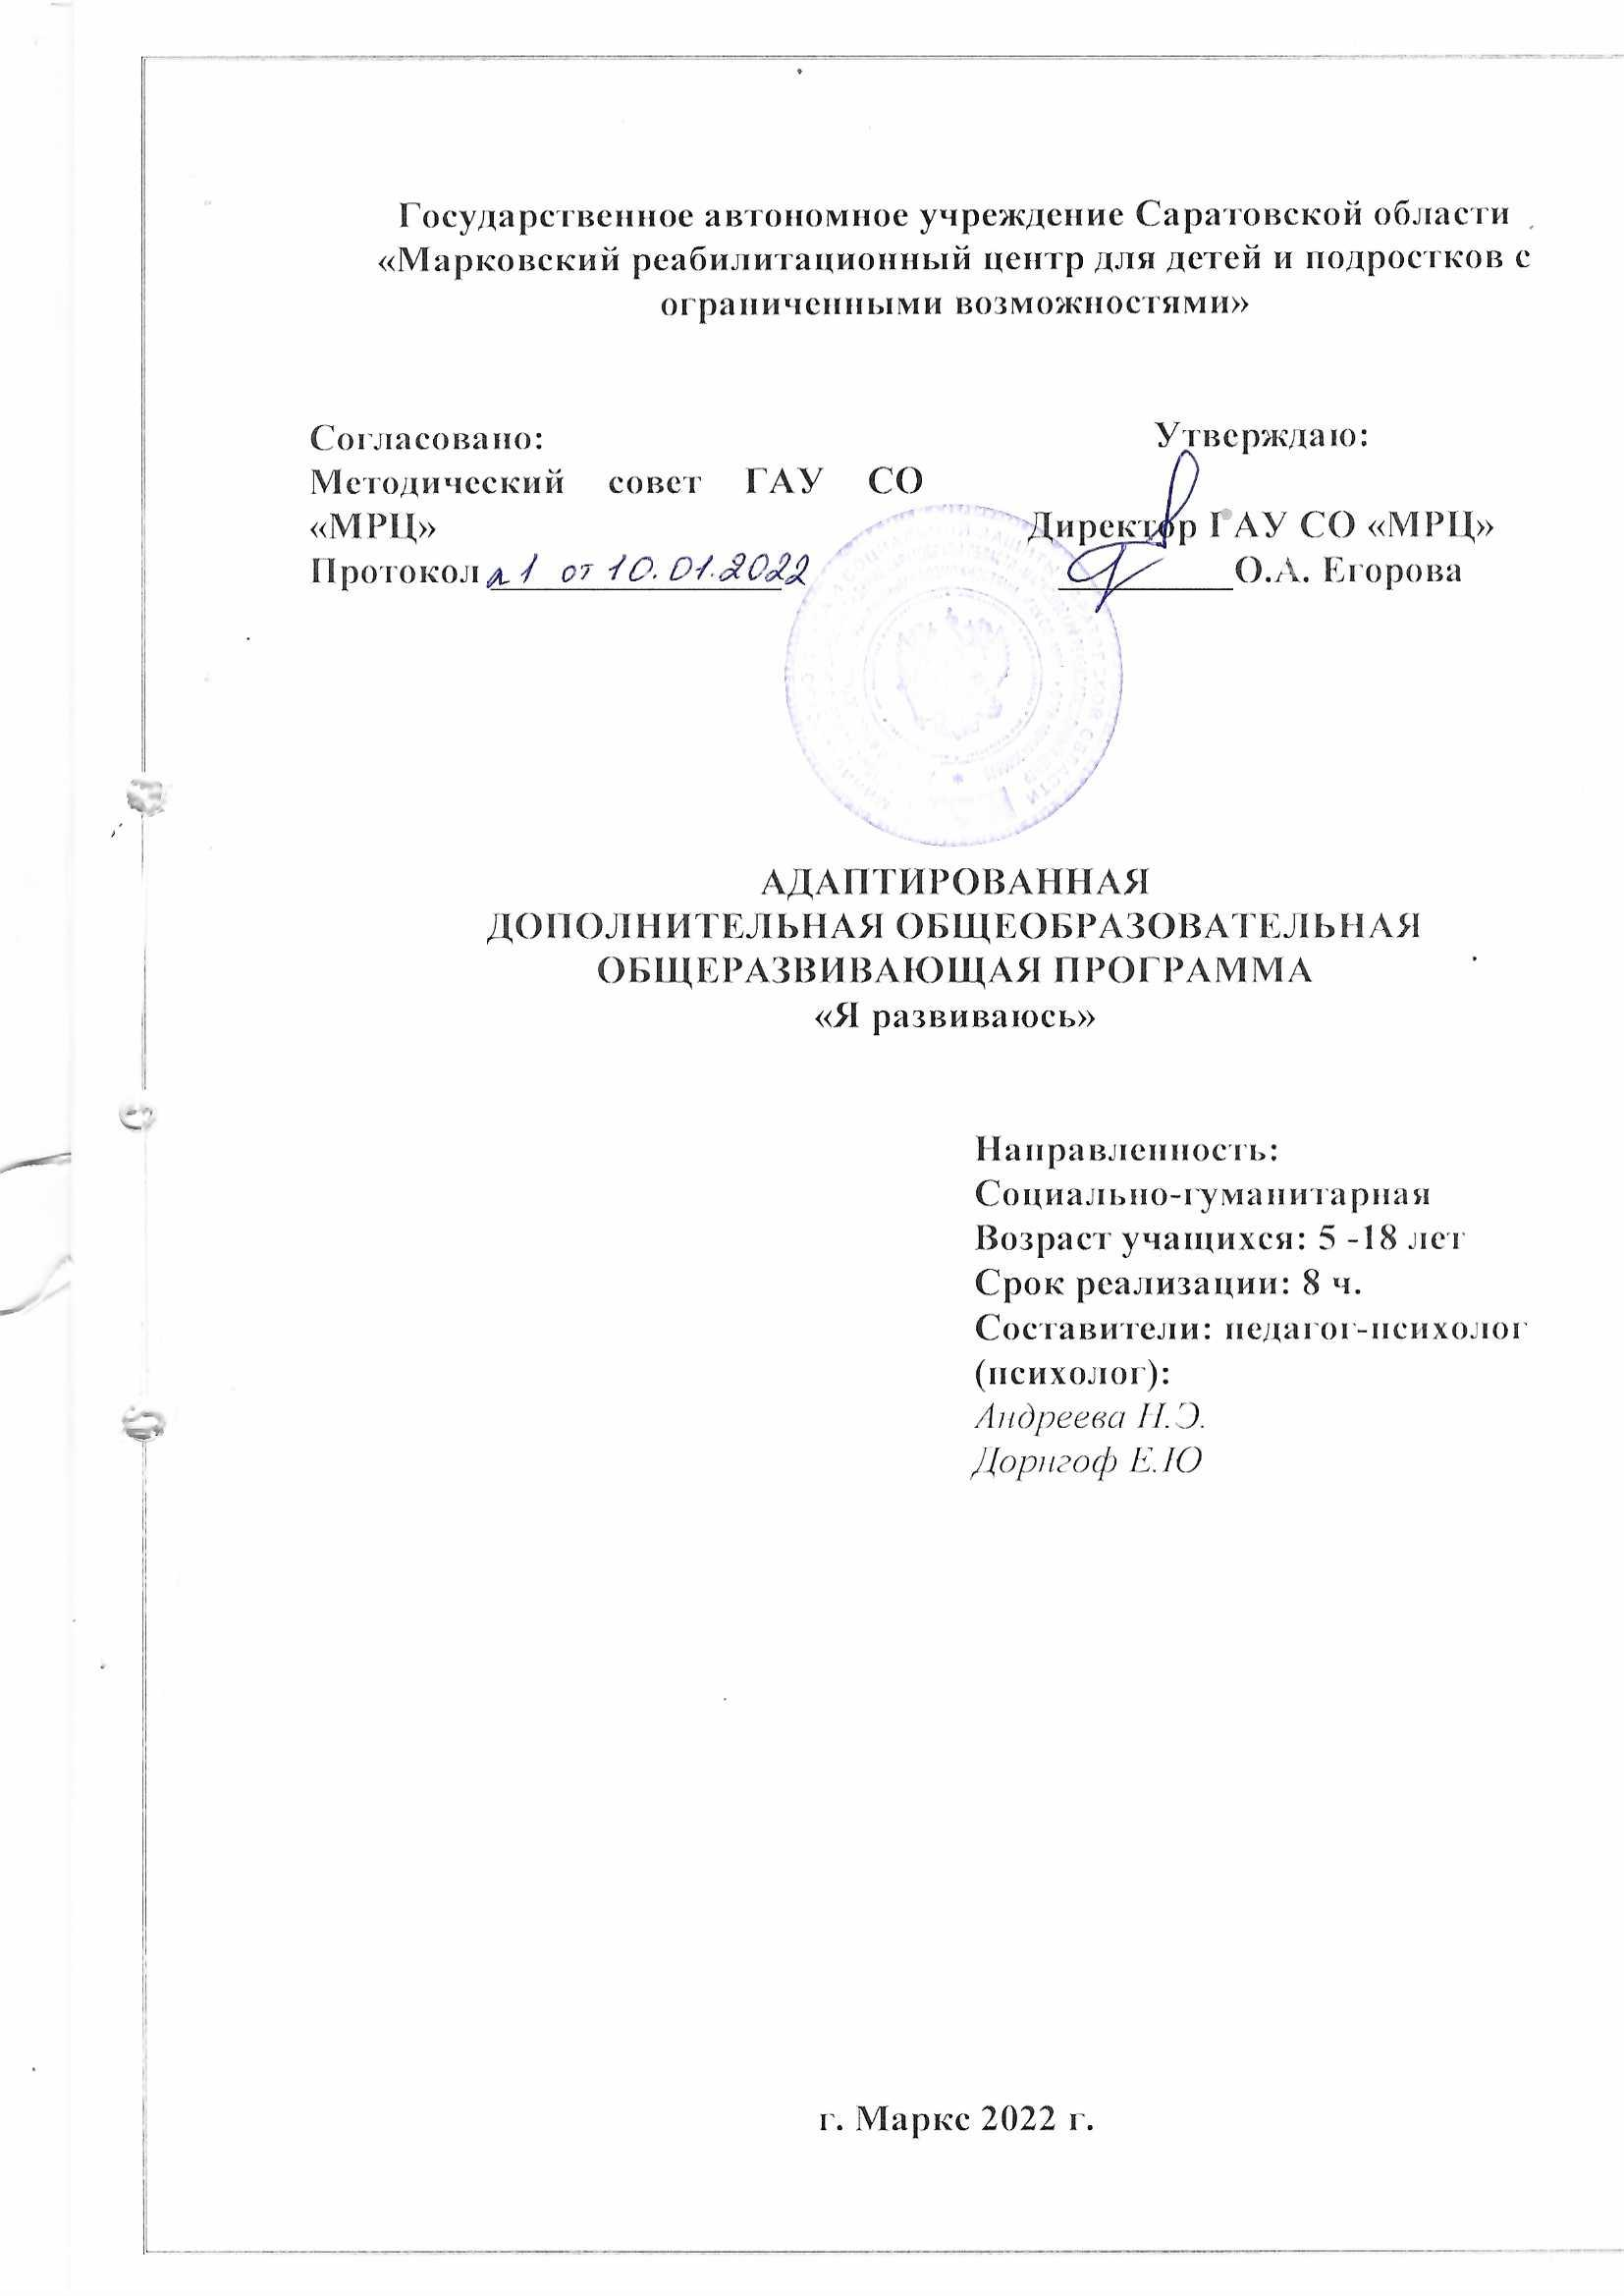 Государственное автономное учреждение Саратовской области
«Марковский реабилитационный центр для детей и подростков с
ограниченными возможностями»
Согласовано:
Методический совет ГАУ СО
«МРЦ»
Протокол 1 от 10.01.2022
Утверждаю:
Директор ГАУ СО «МРЦ»
О.А. Егорова
АДАПТИРОВАННАЯ
ДОПОЛНИТЕЛЬНАЯ ОБЩЕОБРАЗОВАТЕЛЬНАЯ
ОБЩЕРАЗВИВАЮЩАЯ ПРОГРАММА
«Я развиваюсь»
Направленность:
Социально-гуманитарная
Возраст учащихся: 5 -18 лет
Срок реализации: 8 ч.
Составители: педагог-психолог
(психолог):
Андреева Н.Э.
Дорнгоф Е.Ю
г. Маркс 2022 г.